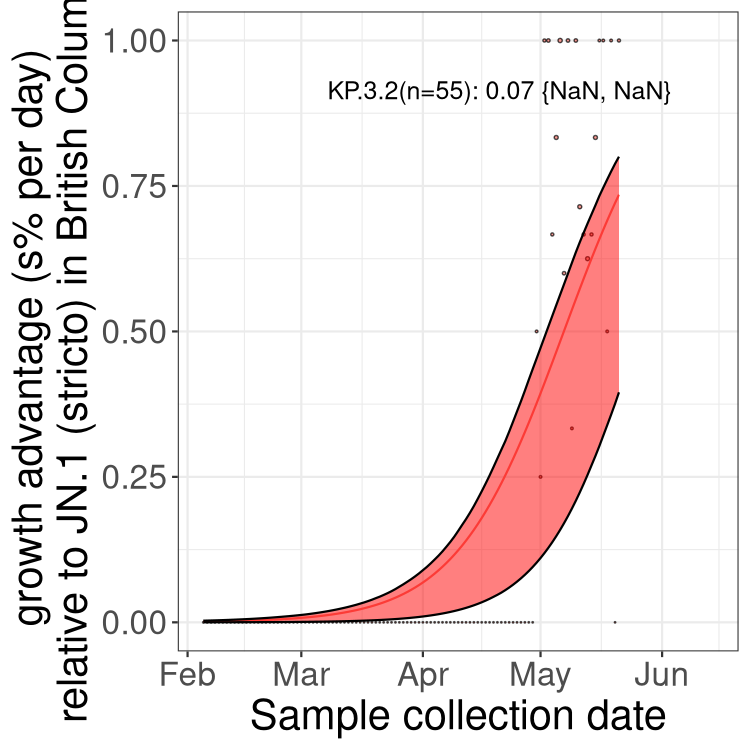 growth advantage (s% per day)
relative to JN.1 (stricto) in British Colum
1.00
0.75
0.50
0.25
0.00
KP.3.2(n=55): 0.07 {NaN, NaN}
Feb Mar Apr May Jun
Sample collection date